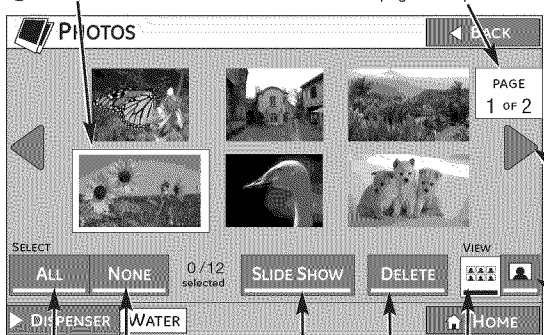 PHOTOS
BACK
PAGE
1 OF 2
SELECT
VIEW
ALL
NONE
0/12
selected
SLIDE SHOW
DELETE
DISPENSER
WATER
HOME